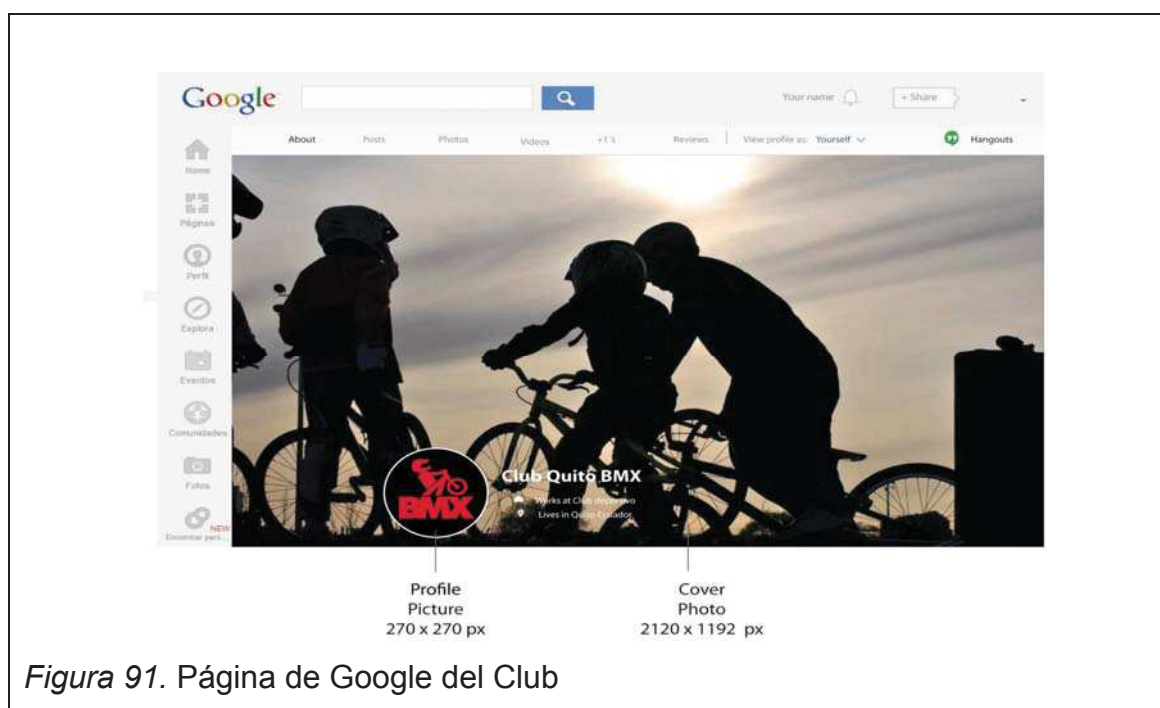 Google
Your name
+ Share
About Posts Photos Videos +1's Reviews View profile as: Yourself Hangouts
Home
Páginas
Perfil
Explora
Eventos
Comunidades
Fotos
NEW
Encontrar pers...
BMX
Club Quito BMX
Works at Club deportivo
Lives in Quito-Ecuador
Profile
Picture
270 x 270 px
Cover
Photo
2120 x 1192 px
Figura 91. Página de Google del Club